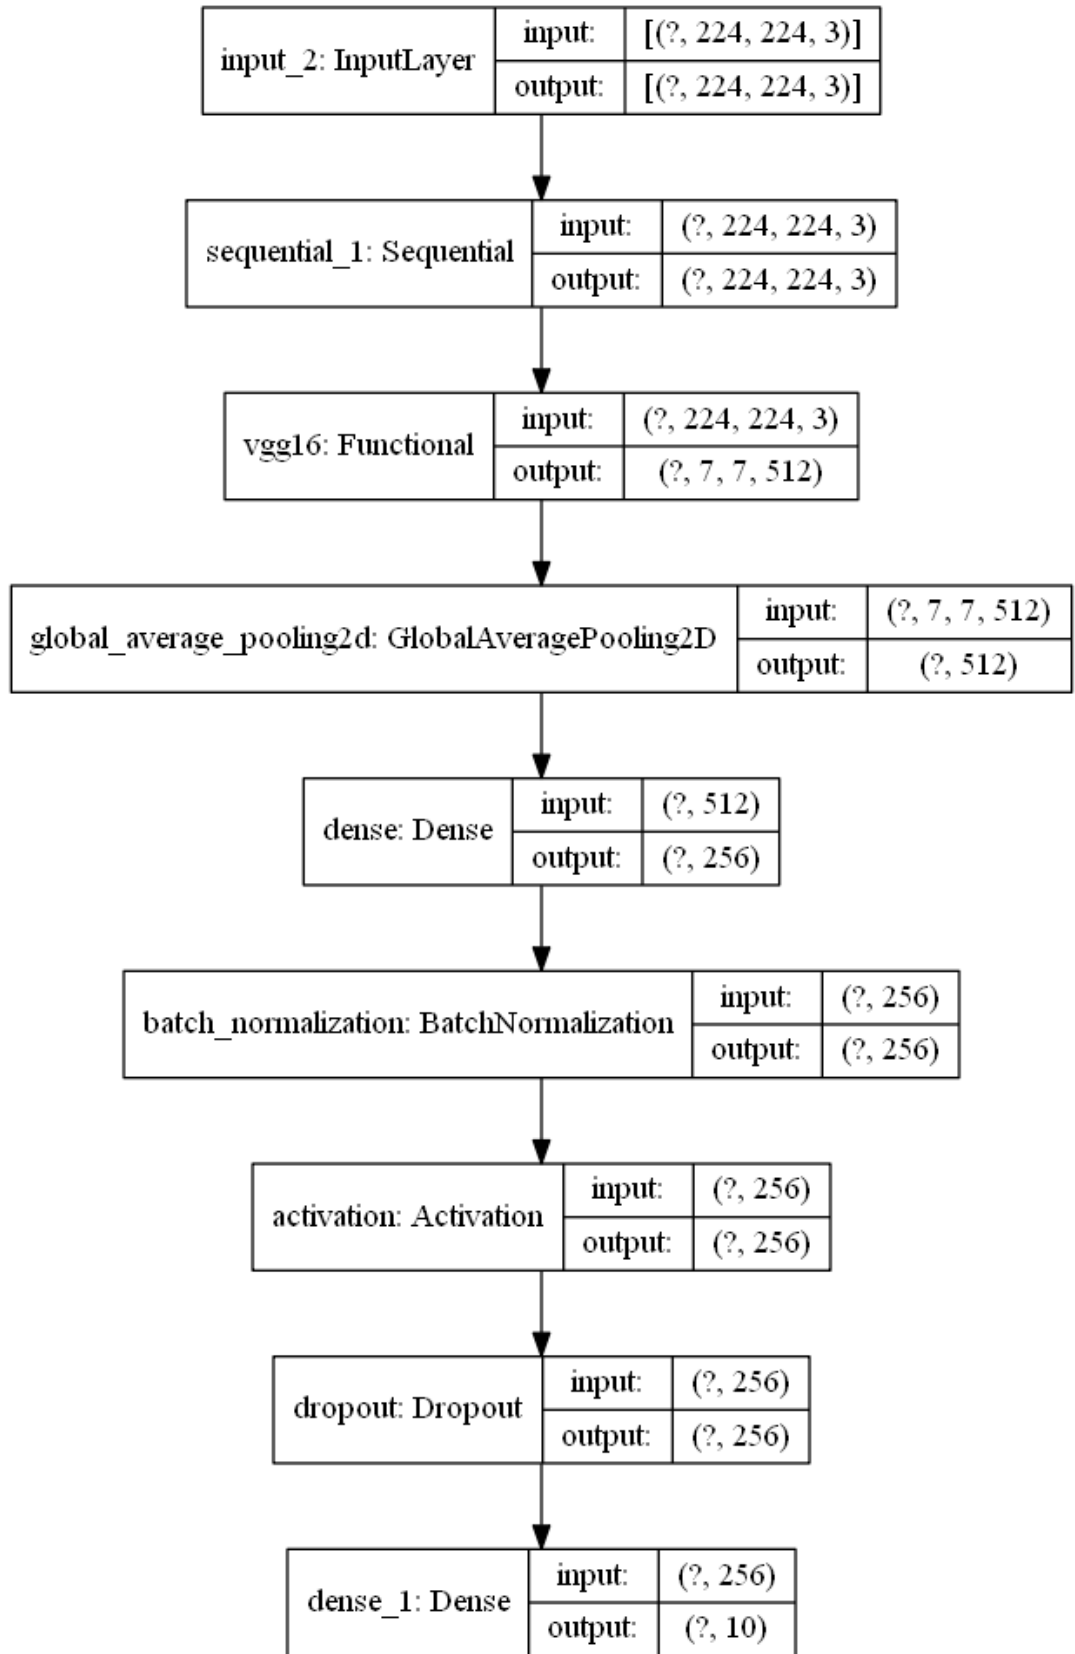 input_2: InputLayer
input: [(?, 224, 224, 3)]
output: [(?, 224, 224, 3)]
sequential_1: Sequential
input: (?, 224, 224, 3)
output: (?, 224, 224, 3)
vgg16: Functional
input: (?, 224, 224, 3)
output: (?, 7, 7, 512)
global_average_pooling2d: GlobalAveragePooling2D
input: (?, 7, 7, 512)
output: (?, 512)
dense: Dense
input: (?, 512)
output: (?, 256)
batch_normalization: BatchNormalization
input: (?, 256)
output: (?, 256)
activation: Activation
input: (?, 256)
output: (?, 256)
dropout: Dropout
input: (?, 256)
output: (?, 256)
dense_1: Dense
input: (?, 256)
output: (?, 10)